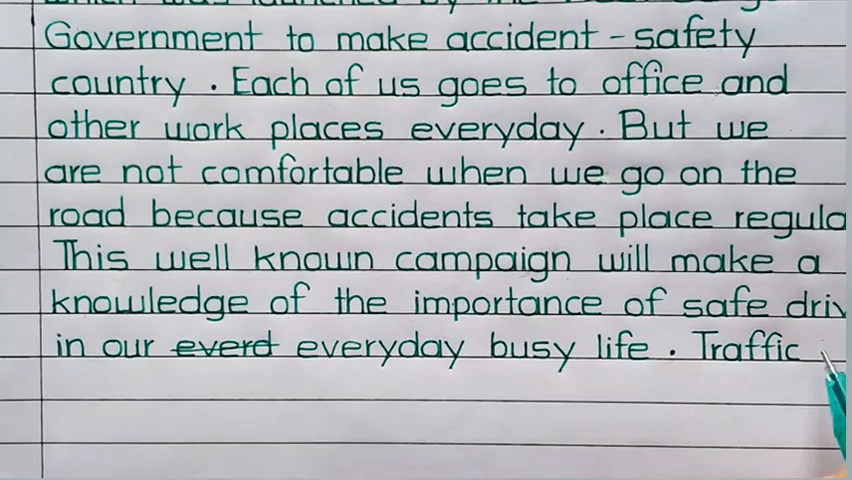 Government to make accident - safety
country . Each of us goes to office and
other work places everyday . But we
are not comfortable when we go on the
road because accidents take place regula
This well known campaign will make a
knowledge of the importance of safe driv
in our everd everyday busy life . Traffic